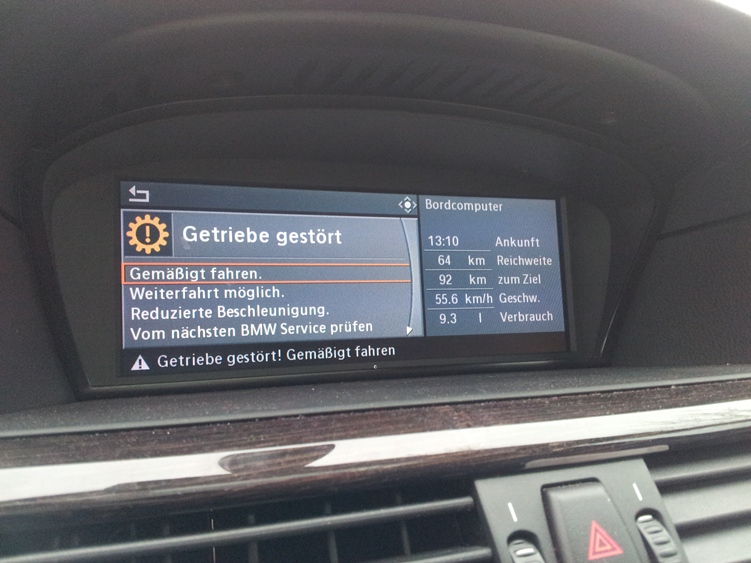 Getriebe gestört
Gemäßigt fahren.
Weiterfahrt möglich.
Reduzierte Beschleunigung.
Vom nächsten BMW Service prüfen
Getriebe gestört! Gemäßigt fahren
Bordcomputer
13:10 Ankunft
64 km Reichweite
92 km zum Ziel
55.6 km/h Geschw.
9.3 l Verbrauch